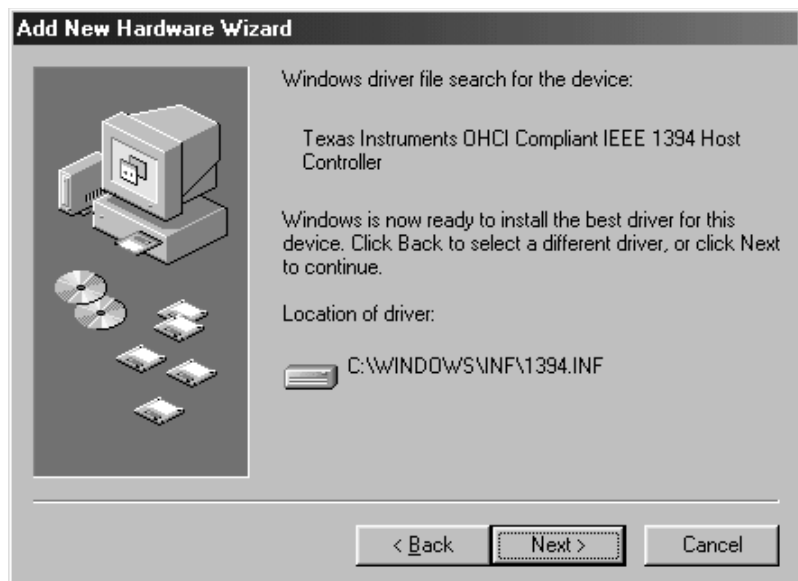 Add New Hardware Wizard
Windows driver file search for the device:
Texas Instruments OHCI Compliant IEEE 1394 Host
Controller
Windows is now ready to install the best driver for this
device. Click Back to select a different driver, or click Next
to continue.
Location of driver:
C:\WINDOWS\INF\1394.INF
< Back
Next >
Cancel